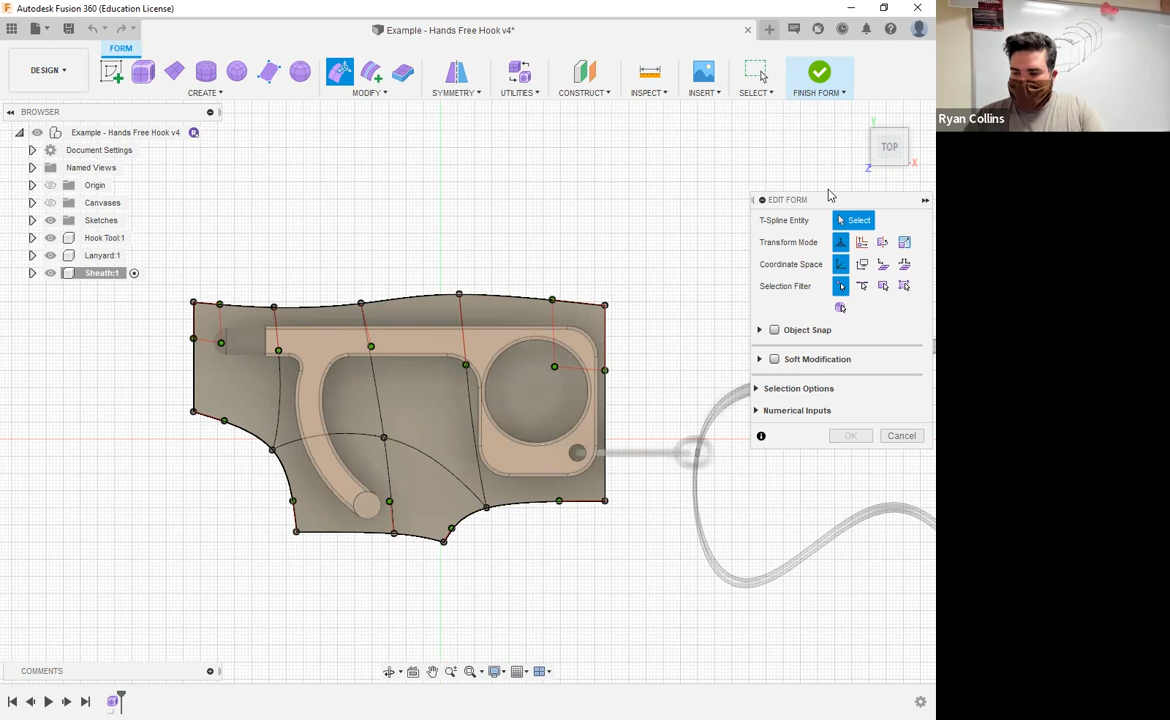 Autodesk Fusion 360 (Education License)
Example - Hands Free Hook v4*
FORM
DESIGN
CREATE
MODIFY
SYMMETRY
UTILITIES
CONSTRUCT
INSPECT
INSERT
SELECT
FINISH FORM
BROWSER
Example - Hands Free Hook v4
R
Document Settings
Named Views
Origin
Canvases
Sketches
Hook Tool:1
Lanyard:1
Sheath:1
Y
TOP
X
Z
EDIT FORM
T-Spline Entity
Select
Transform Mode
Coordinate Space
Selection Filter
Object Snap
Soft Modification
Selection Options
Numerical Inputs
OK
Cancel
Ryan Collins
COMMENTS